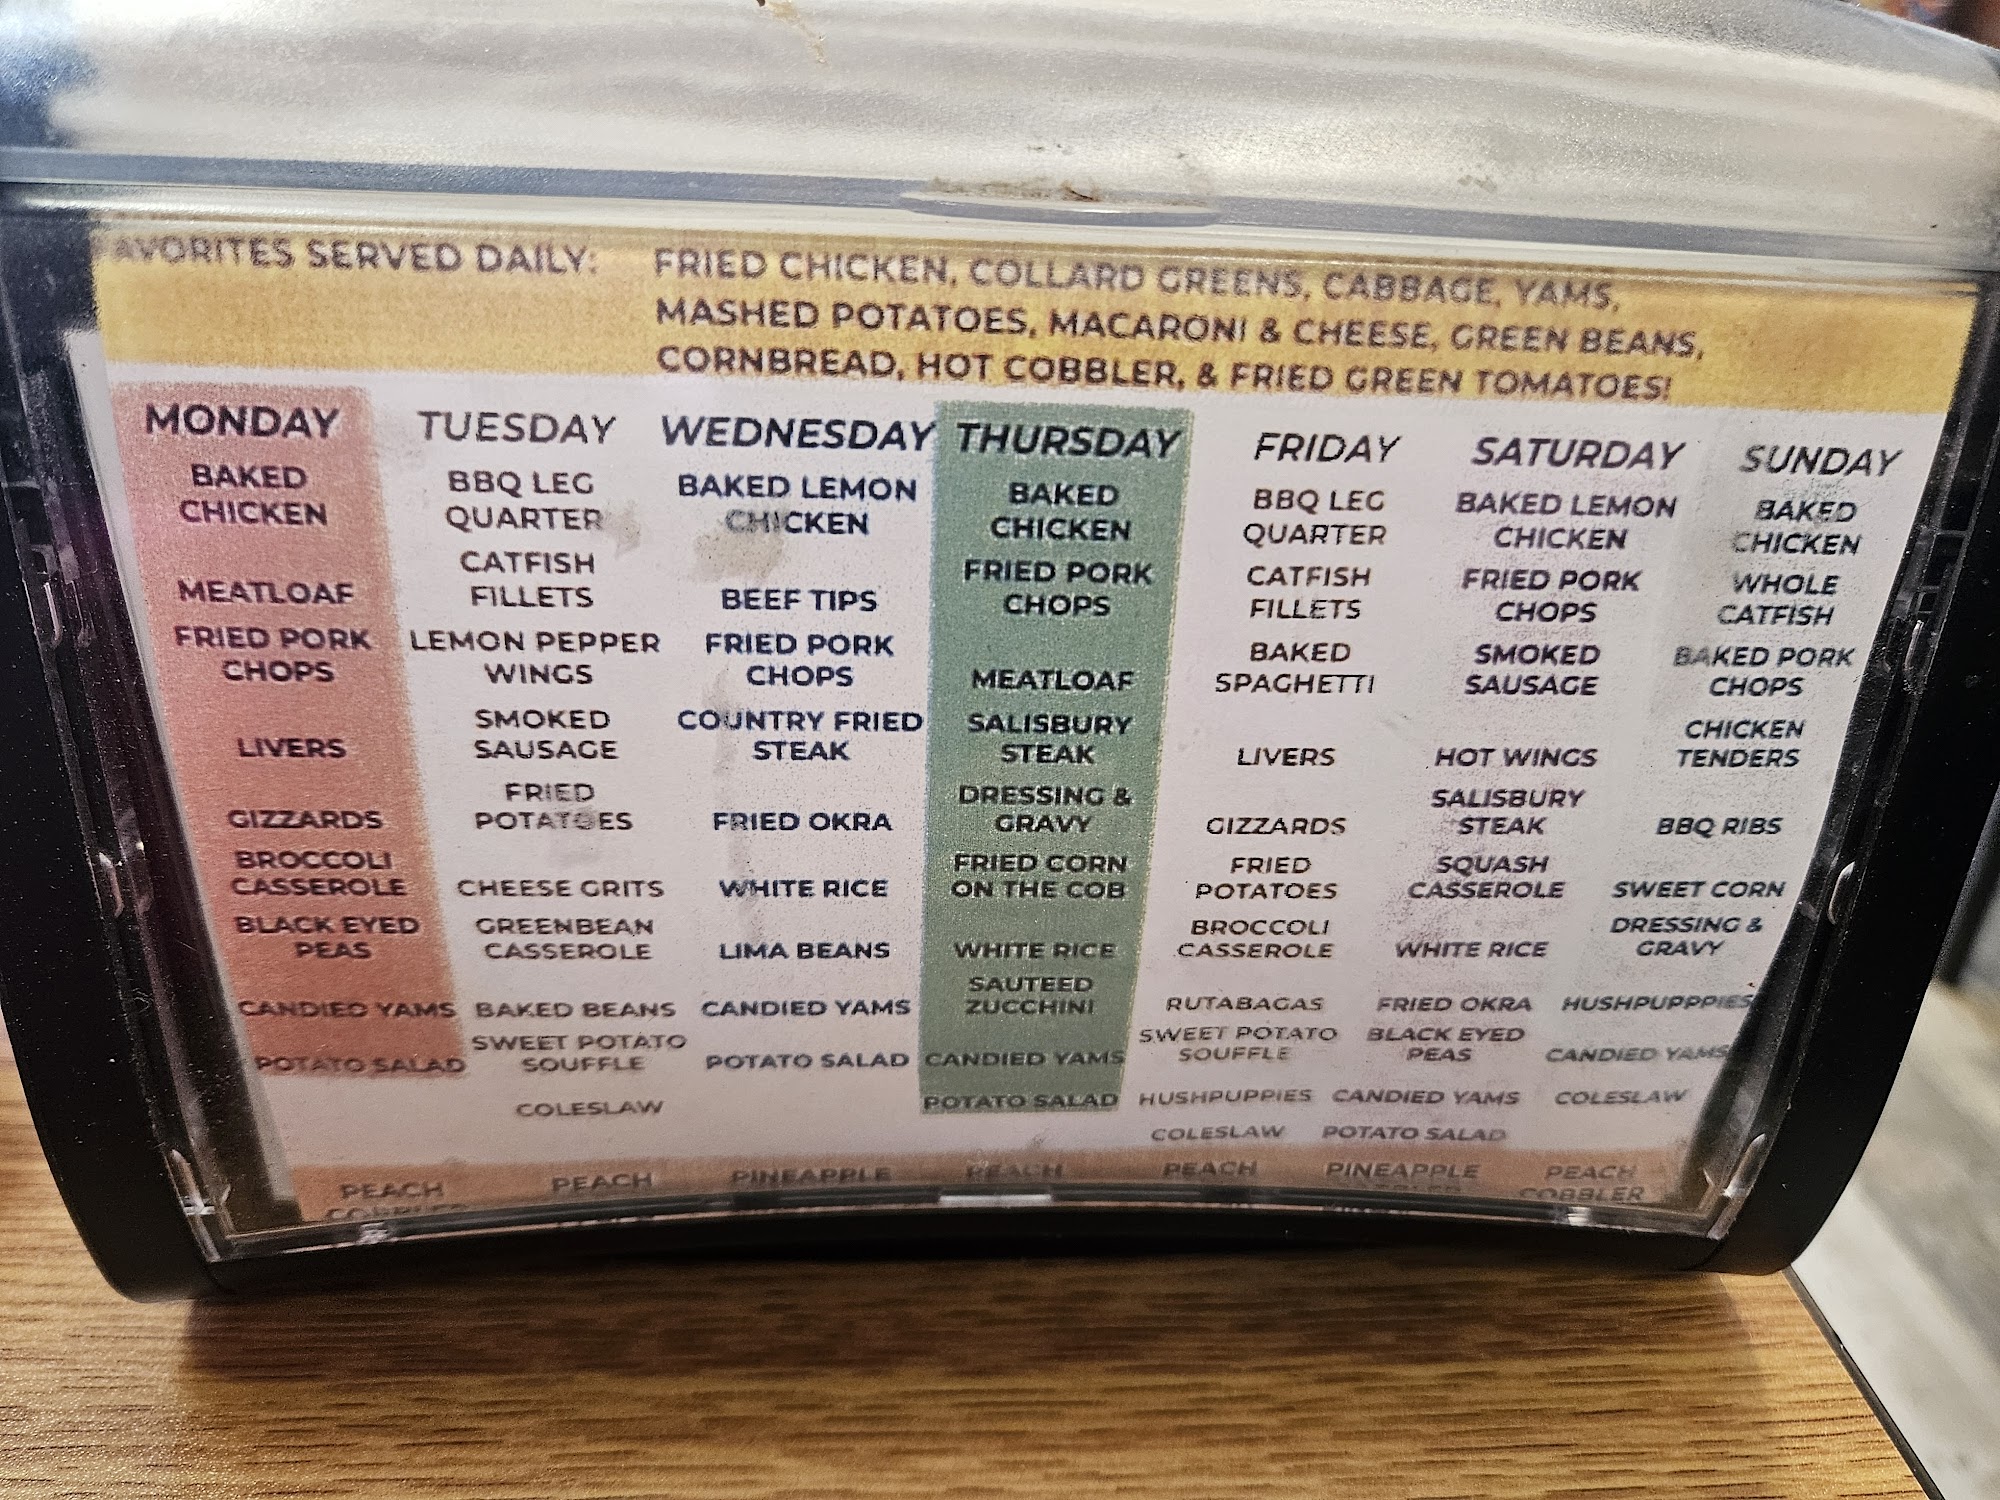 FAVORITES SERVED DAILY:
FRIED CHICKEN, COLLARD GREENS, CABBAGE, YAMS,
MASHED POTATOES, MACARONI & CHEESE, GREEN BEANS,
CORNBREAD, HOT COBBLER, & FRIED GREEN TOMATOES!
MONDAY
BAKED
CHICKEN
MEATLOAF
FRIED PORK
CHOPS
LIVERS
GIZZARDS
BROCCOLI
CASSEROLE
BLACK EYED
PEAS
CANDIED YAMS
POTATO SALAD
PEACH
TUESDAY
BBQ LEG
QUARTER
CATFISH
FILLETS
LEMON PEPPER
WINGS
SMOKED
SAUSAGE
FRIED
POTATOES
CHEESE GRITS
GREENBEAN
CASSEROLE
BAKED BEANS
SWEET POTATO
SOUFFLE
COLESLAW
PEACH
WEDNESDAY
BAKED LEMON
CHICKEN
BEEF TIPS
FRIED PORK
CHOPS
COUNTRY FRIED
STEAK
FRIED OKRA
WHITE RICE
LIMA BEANS
CANDIED YAMS
POTATO SALAD
PINEAPPLE
THURSDAY
BAKED
CHICKEN
FRIED PORK
CHOPS
MEATLOAF
SALISBURY
STEAK
DRESSING &
GRAVY
FRIED CORN
ON THE COB
WHITE RICE
SAUTEED
ZUCCHINI
CANDIED YAMS
POTATO SALAD
PEACH
FRIDAY
BBQ LEG
QUARTER
CATFISH
FILLETS
BAKED
SPAGHETTI
LIVERS
GIZZARDS
FRIED
POTATOES
BROCCOLI
CASSEROLE
RUTABAGAS
SWEET POTATO
SOUFFLE
HUSHPUPPIES
COLESLAW
PEACH
SATURDAY
BAKED LEMON
CHICKEN
FRIED PORK
CHOPS
SMOKED
SAUSAGE
HOT WINGS
SALISBURY
STEAK
SQUASH
CASSEROLE
WHITE RICE
FRIED OKRA
BLACK EYED
PEAS
CANDIED YAMS
POTATO SALAD
PINEAPPLE
SUNDAY
BAKED
CHICKEN
WHOLE
CATFISH
BAKED PORK
CHOPS
CHICKEN
TENDERS
BBQ RIBS
SWEET CORN
DRESSING &
GRAVY
HUSHPUPPPIES
CANDIED YAMS
COLESLAW
PEACH
COBBLER